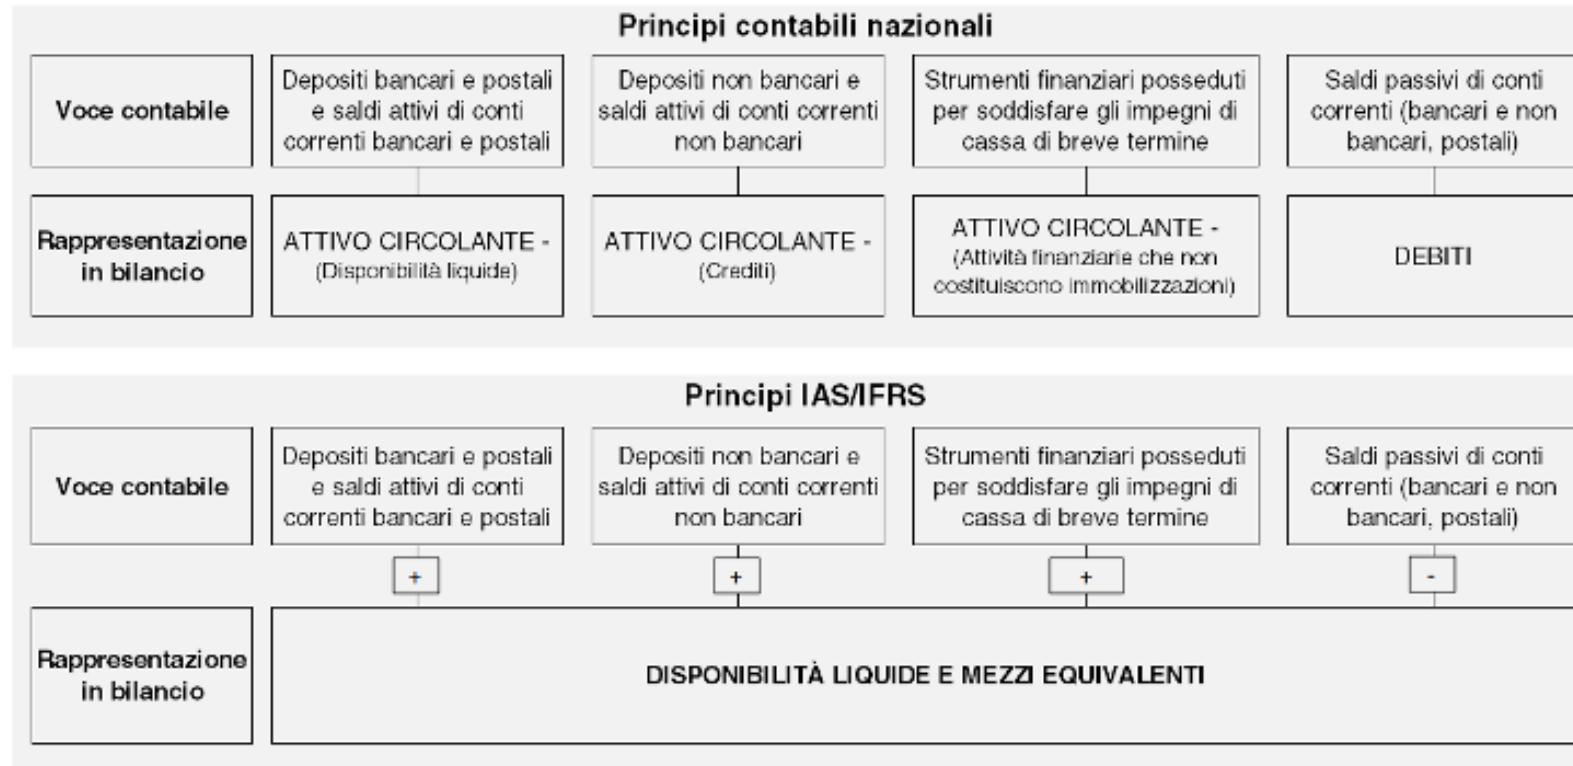 Principi contabili nazionali
Voce contabile
Depositi bancari e postali
e saldi attivi di conti
correnti bancari e postali
Depositi non bancari e
saldi attivi di conti correnti
non bancari
Strumenti finanziari posseduti
per soddisfare gli impegni di
cassa di breve termine
Saldi passivi di conti
correnti (bancari e non
bancari, postali)
Rappresentazione
in bilancio
ATTIVO CIRCOLANTE -
(Disponibilità liquide)
ATTIVO CIRCOLANTE -
(Crediti)
ATTIVO CIRCOLANTE -
(Attività finanziarie che non
costituiscono immobilizzazioni)
DEBITI
Principi IAS/IFRS
Voce contabile
Depositi bancari e postali
e saldi attivi di conti
correnti bancari e postali
Depositi non bancari e
saldi attivi di conti correnti
non bancari
Strumenti finanziari posseduti
per soddisfare gli impegni di
cassa di breve termine
Saldi passivi di conti
correnti (bancari e non
bancari, postali)
+
+
+
-
Rappresentazione
in bilancio
DISPONIBILITÀ LIQUIDE E MEZZI EQUIVALENTI